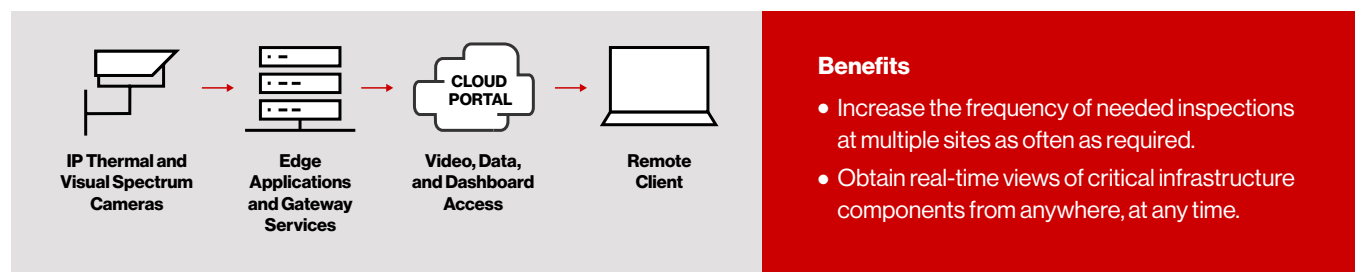 CLOUD
PORTAL
IP Thermal and
Visual Spectrum
Cameras
Edge
Applications
and Gateway
Services
Video, Data,
and Dashboard
Access
Remote
Client
Benefits
• Increase the frequency of needed inspections
at multiple sites as often as required.
• Obtain real-time views of critical infrastructure
components from anywhere, at any time.